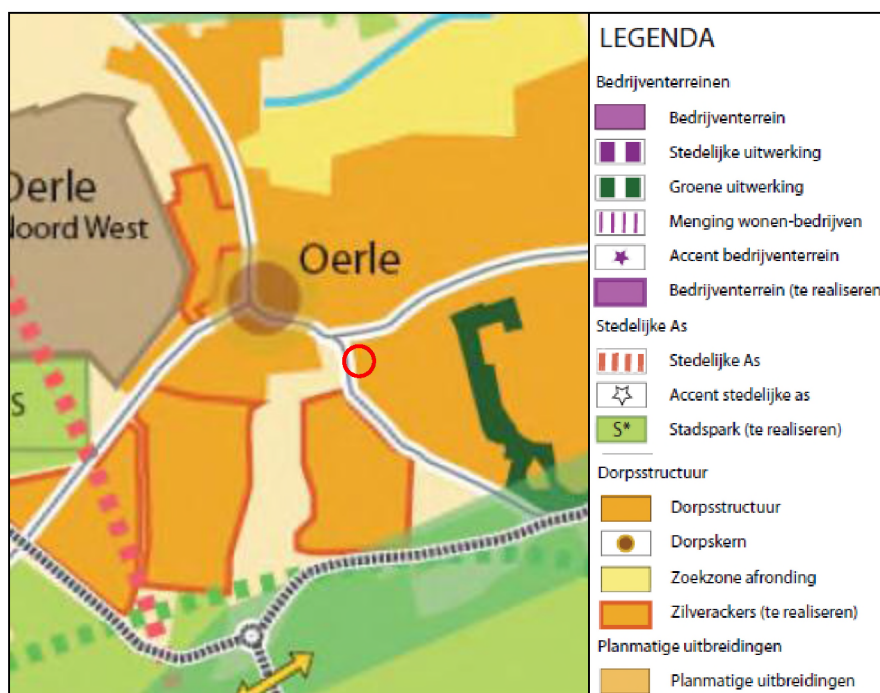 Oerle
Noord West
Oerle
S
LEGENDA
Bedrijventerreinen
Bedrijventerrein
Stedelijke uitwerking
Groene uitwerking
Menging wonen-bedrijven
Accent bedrijventerrein
Bedrijventerrein (te realiseren
Stedelijke As
Stedelijke As
Accent stedelijke as
S* Stadspark (te realiseren)
Dorpsstructuur
Dorpsstructuur
Dorpskern
Zoekzone afronding
Zilverackers (te realiseren)
Planmatige uitbreidingen
Planmatige uitbreidingen